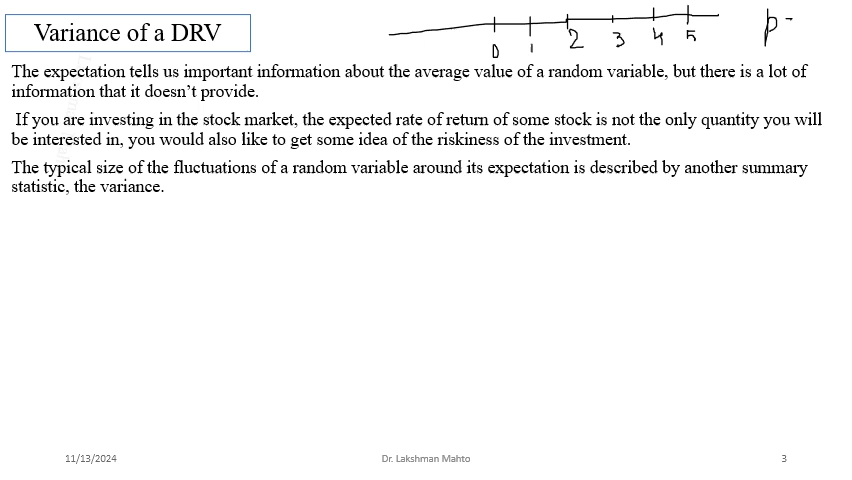 Variance of a DRV
0 1 2 3 4 5
p -
The expectation tells us important information about the average value of a random variable, but there is a lot of
information that it doesn’t provide.
If you are investing in the stock market, the expected rate of return of some stock is not the only quantity you will
be interested in, you would also like to get some idea of the riskiness of the investment.
The typical size of the fluctuations of a random variable around its expectation is described by another summary
statistic, the variance.
11/13/2024
Dr. Lakshman Mahto
3